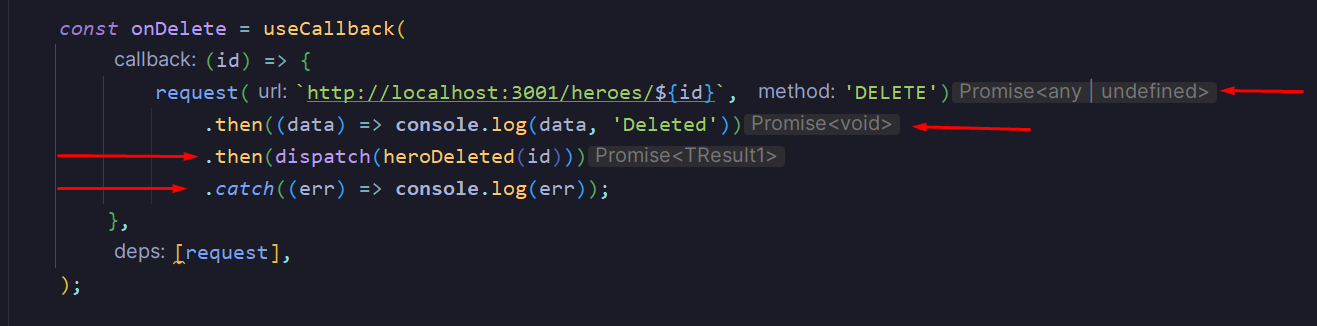 const onDelete = useCallback(
callback: (id) => {
request( url: `http://localhost:3001/heroes/${id}`, method: 'DELETE') Promise<any | undefined>
.then((data) => console.log(data, 'Deleted')) Promise<void>
.then(dispatch(heroDeleted(id))) Promise<TResult1>
.catch((err) => console.log(err));
},
deps: [request],
);